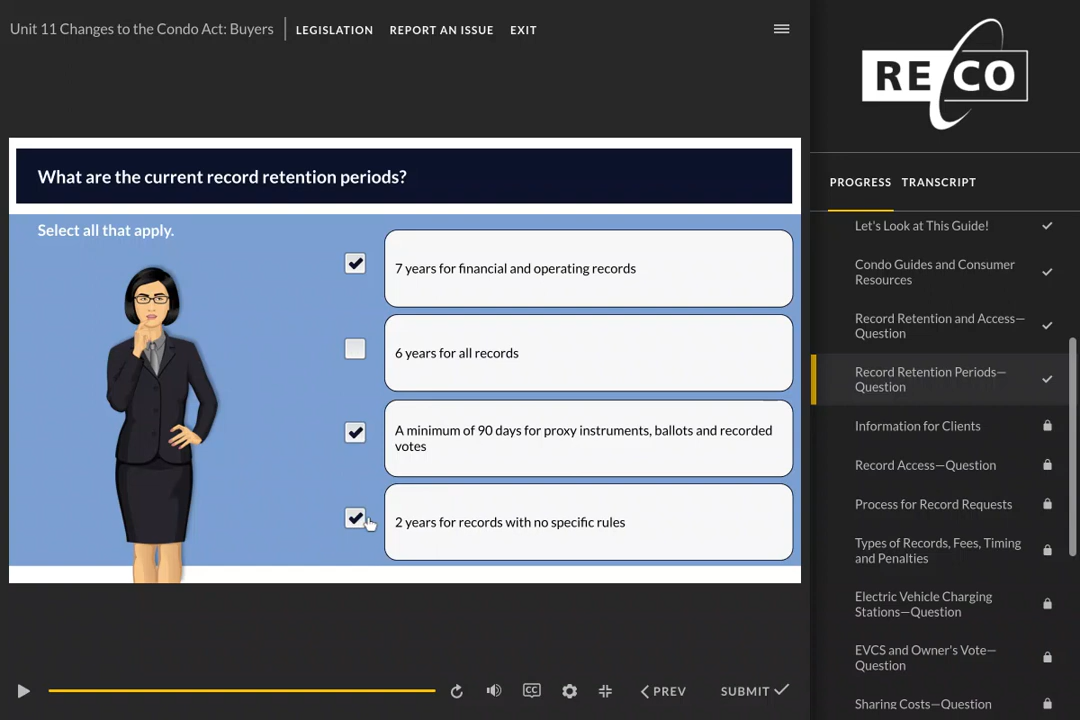 Unit 11 Changes to the Condo Act: Buyers
LEGISLATION
REPORT AN ISSUE
EXIT
RECO
What are the current record retention periods?
Select all that apply.
7 years for financial and operating records
6 years for all records
A minimum of 90 days for proxy instruments, ballots and recorded
votes
2 years for records with no specific rules
PROGRESS
TRANSCRIPT
Let's Look at This Guide!
Condo Guides and Consumer
Resources
Record Retention and Access—
Question
Record Retention Periods—
Question
Information for Clients
Record Access—Question
Process for Record Requests
Types of Records, Fees, Timing
and Penalties
Electric Vehicle Charging
Stations—Question
EVCS and Owner's Vote—
Question
Sharing Costs—Question
CC
PREV
SUBMIT